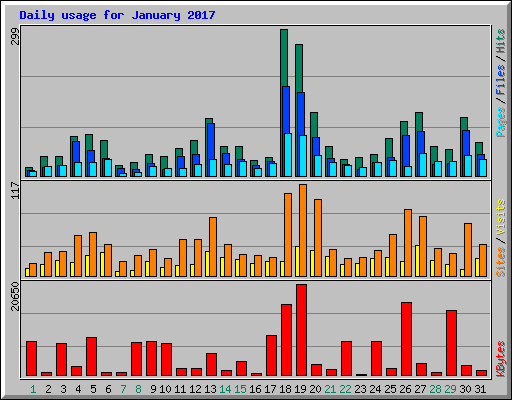 Daily usage for January 2017
299
Pages / Files / Hits
117
Sites / Visits
20650
KBytes
1 2 3 4 5 6 7 8 9 10 11 12 13 14 15 16 17 18 19 20 21 22 23 24 25 26 27 28 29 30 31